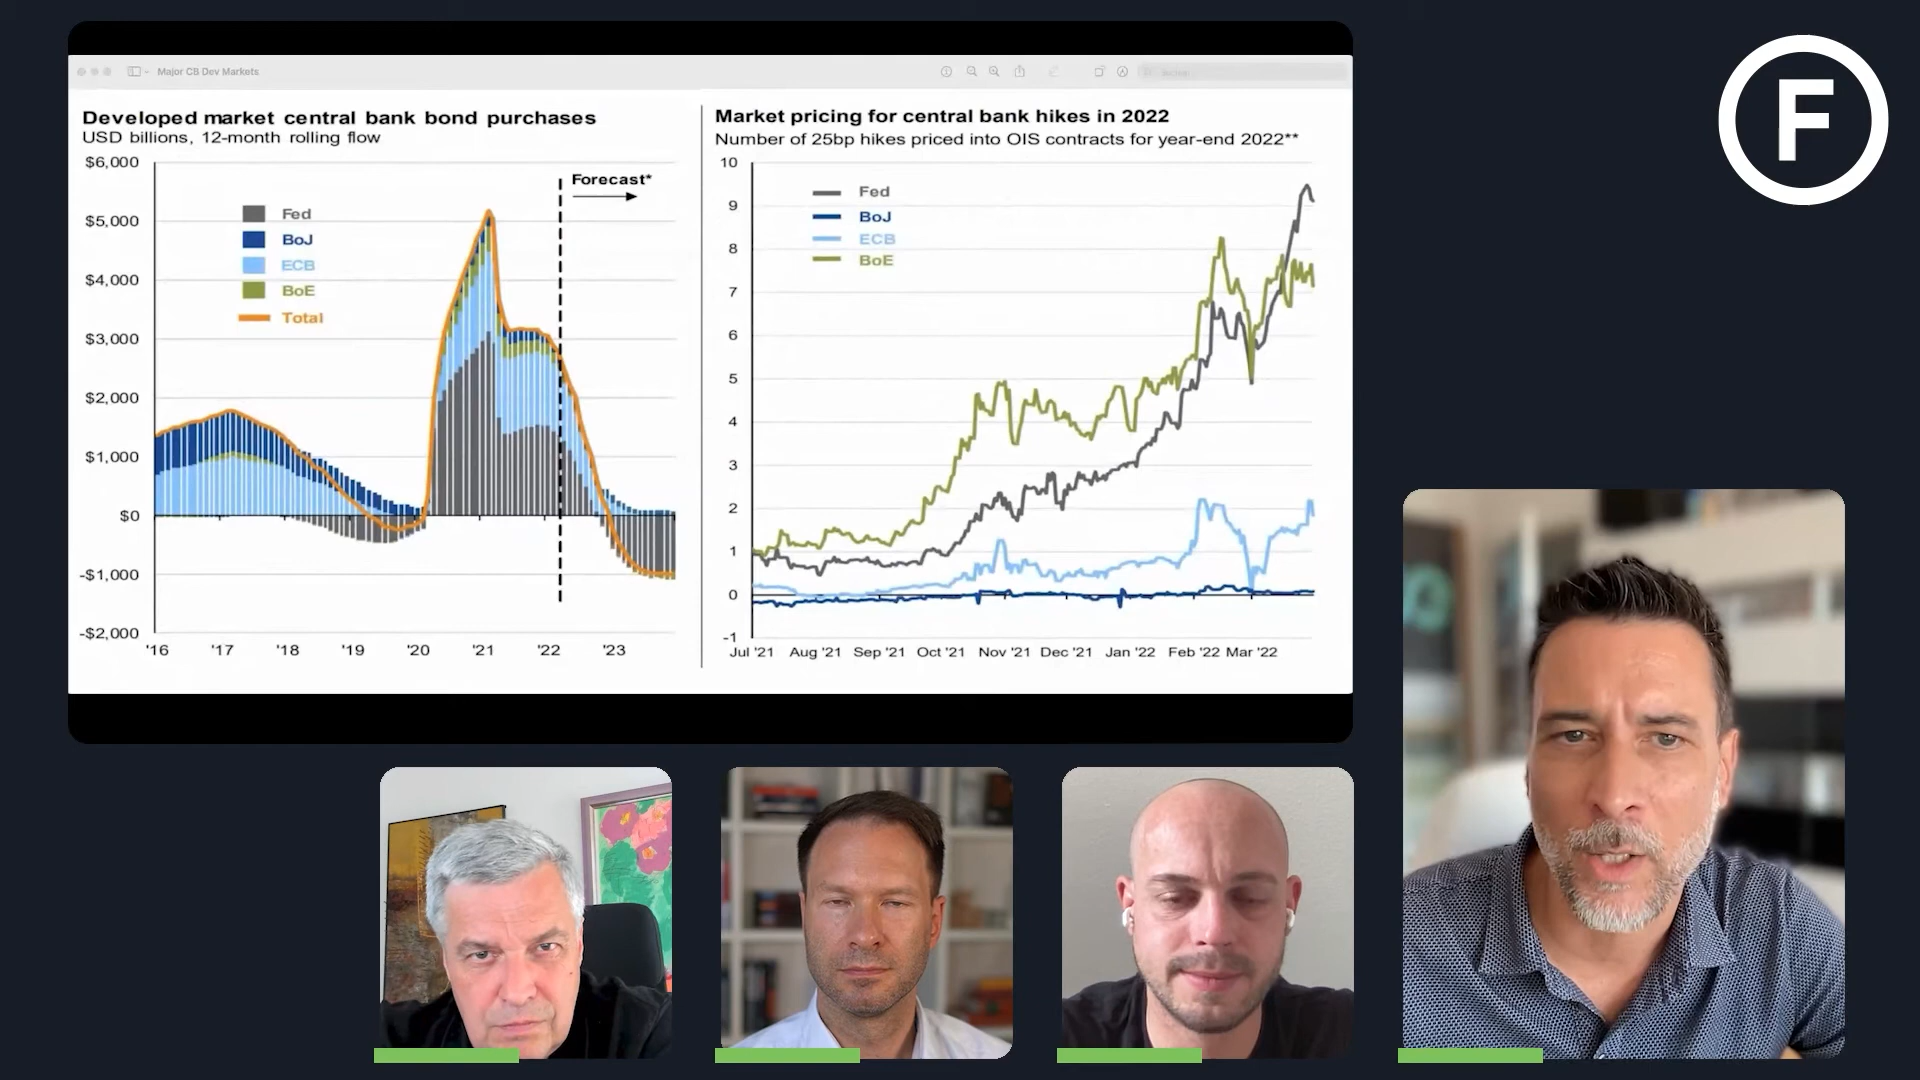 Major CB Dev Markets
Developed market central bank bond purchases
USD billions, 12-month rolling flow
$6,000
$5,000
$4,000
$3,000
$2,000
$1,000
$0
-$1,000
-$2,000
Fed
BoJ
ECB
BoE
Total
Forecast*
'16 '17 '18 '19 '20 '21 '22 '23
Market pricing for central bank hikes in 2022
Number of 25bp hikes priced into OIS contracts for year-end 2022**
10
9
8
7
6
5
4
3
2
1
0
-1
Fed
BoJ
ECB
BoE
Jul '21 Aug '21 Sep '21 Oct '21 Nov '21 Dec '21 Jan '22 Feb '22 Mar '22
F